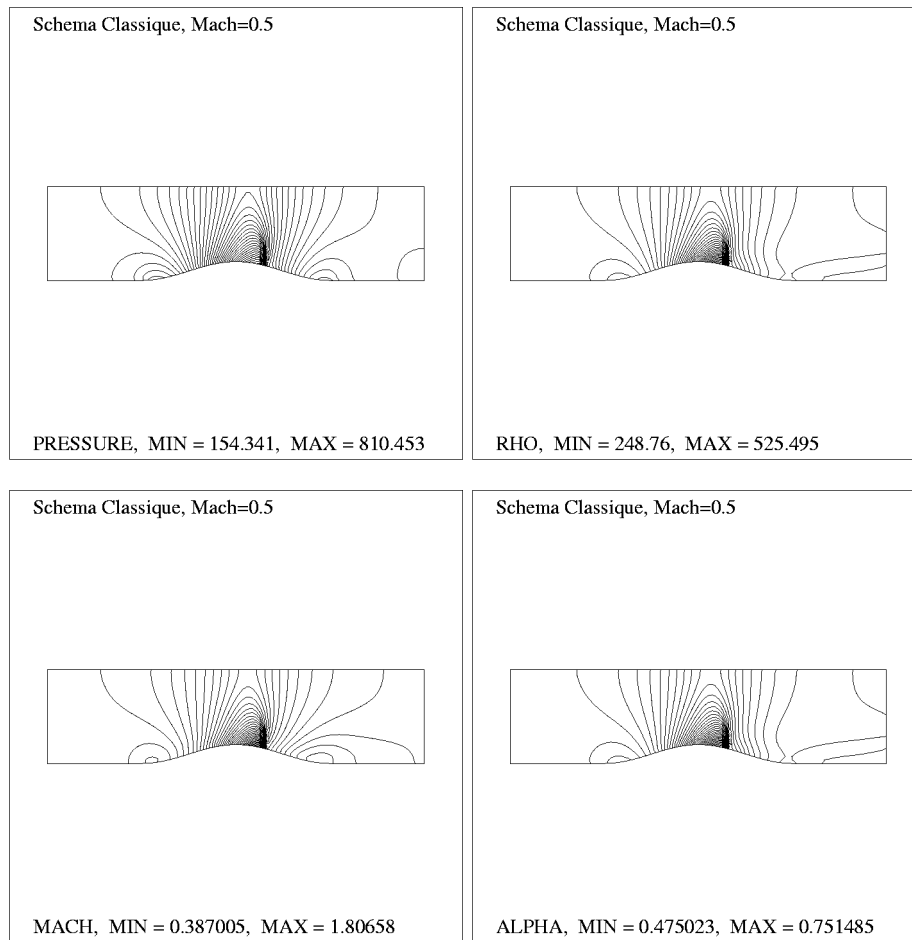 Schema Classique, Mach=0.5
PRESSURE, MIN = 154.341, MAX = 810.453
Schema Classique, Mach=0.5
RHO, MIN = 248.76, MAX = 525.495
Schema Classique, Mach=0.5
MACH, MIN = 0.387005, MAX = 1.80658
Schema Classique, Mach=0.5
ALPHA, MIN = 0.475023, MAX = 0.751485